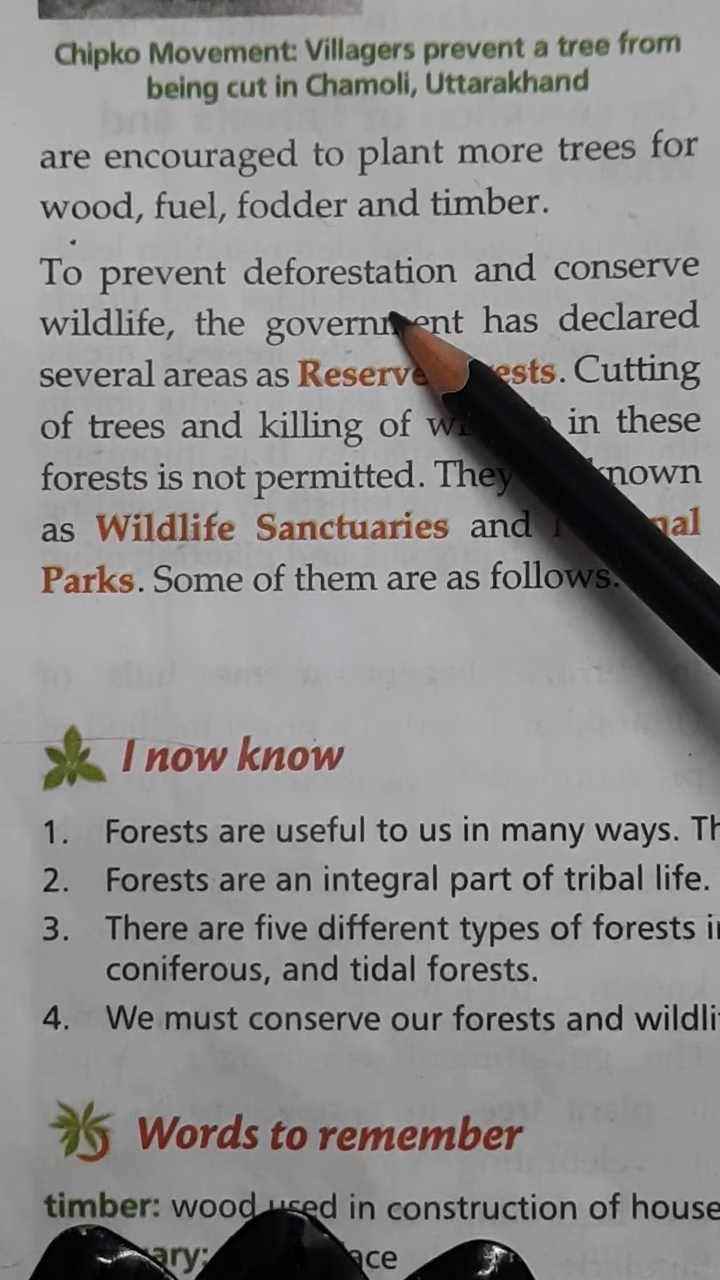 Chipko Movement: Villagers prevent a tree from
being cut in Chamoli, Uttarakhand
are encouraged to plant more trees for
wood, fuel, fodder and timber.
To prevent deforestation and conserve
wildlife, the government has declared
several areas as Reserve Forests. Cutting
of trees and killing of in these
forests is not permitted. They known
as Wildlife Sanctuaries and National
Parks. Some of them are as follows.
I now know
1. Forests are useful to us in many ways.
2. Forests are an integral part of tribal life.
3. There are five different types of forests
coniferous, and tidal forests.
4. We must conserve our forests and
Words to remember
timber: wood used in construction of